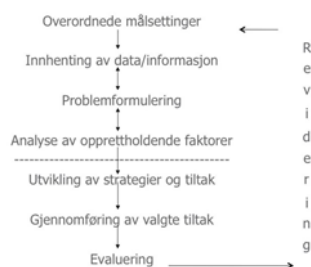 Overordnede målsettinger
Innhenting av data/informasjon
Problemformulering
Analyse av opprettholdende faktorer
Utvikling av strategier og tiltak
Gjennomføring av valgte tiltak
Evaluering
Revidering